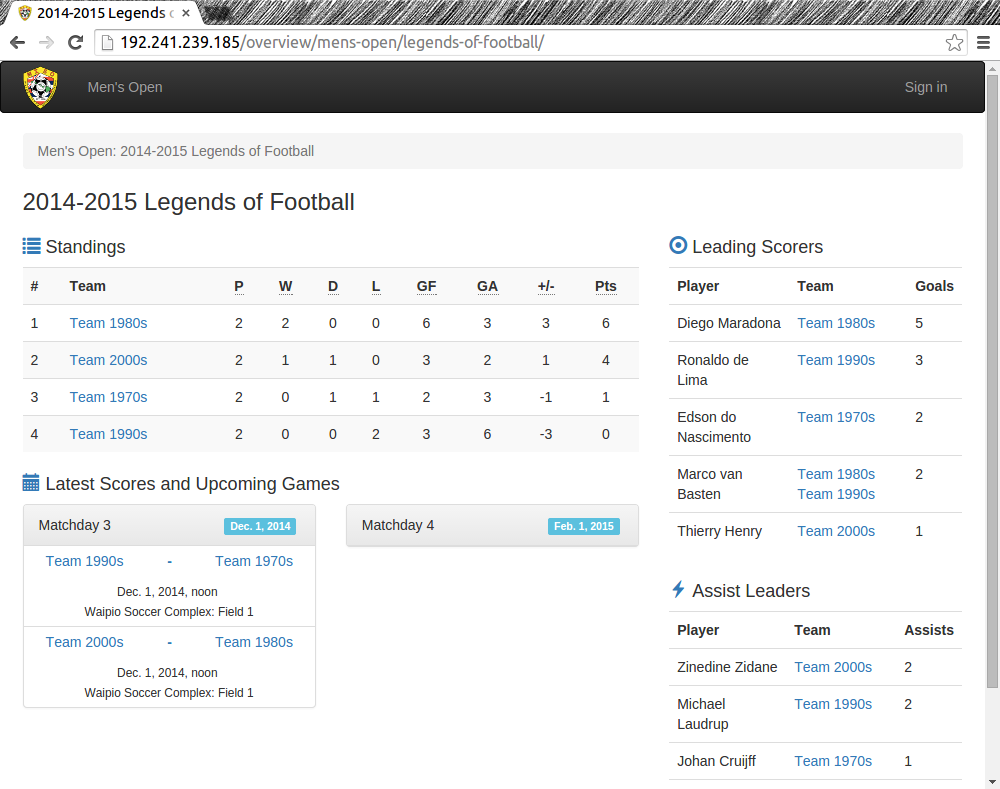 2014-2015 Legends o
192.241.239.185/overview/mens-open/legends-of-football/
Men's Open
Sign in
Men's Open: 2014-2015 Legends of Football
2014-2015 Legends of Football
Standings
# Team P W D L GF GA +/- Pts
1 Team 1980s 2 2 0 0 6 3 3 6
2 Team 2000s 2 1 1 0 3 2 1 4
3 Team 1970s 2 0 1 1 2 3 -1 1
4 Team 1990s 2 0 0 2 3 6 -3 0
Latest Scores and Upcoming Games
Matchday 3 Dec. 1, 2014
Team 1990s - Team 1970s
Dec. 1, 2014, noon
Waipio Soccer Complex: Field 1
Team 2000s - Team 1980s
Dec. 1, 2014, noon
Waipio Soccer Complex: Field 1
Matchday 4 Feb. 1, 2015
Leading Scorers
Player Team Goals
Diego Maradona Team 1980s 5
Ronaldo de Team 1990s 3
Lima
Edson do Team 1970s 2
Nascimento
Marco van Team 1980s 2
Basten Team 1990s
Thierry Henry Team 2000s 1
Assist Leaders
Player Team Assists
Zinedine Zidane Team 2000s 2
Michael Team 1990s 2
Laudrup
Johan Cruijff Team 1970s 1